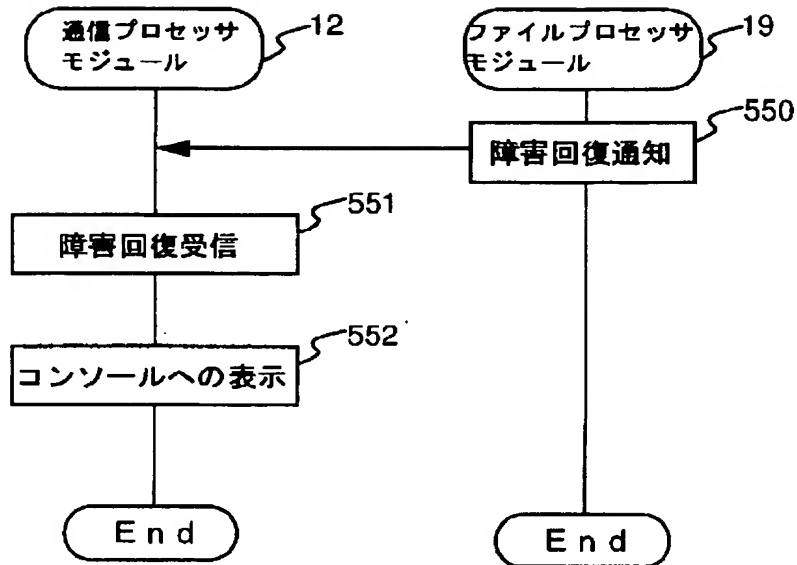 通信プロセッサ
モジュール
12
ファイルプロセッサ
モジュール
19
550
障害回復通知
551
障害回復受信
552
コンソールへの表示
End
End